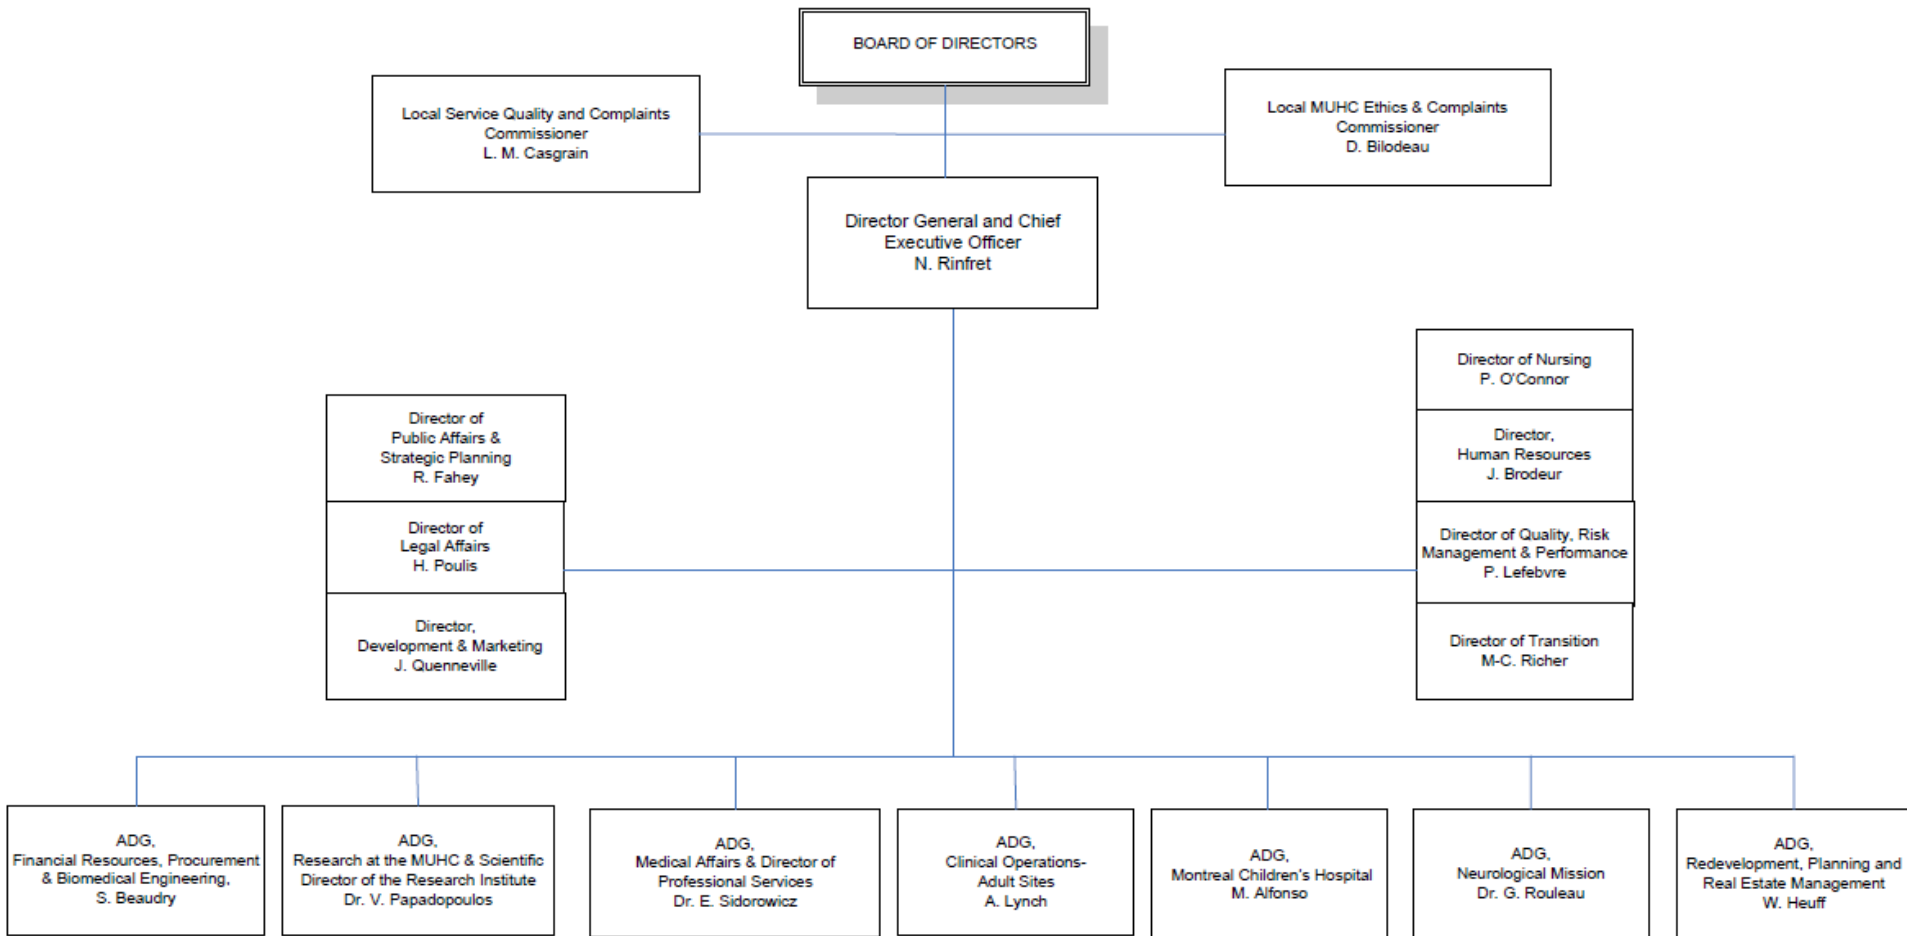 BOARD OF DIRECTORS
Local Service Quality and Complaints
Commissioner
L. M. Casgrain
Local MUHC Ethics & Complaints
Commissioner
D. Bilodeau
Director General and Chief
Executive Officer
N. Rinfret
Director of
Public Affairs &
Strategic Planning
R. Fahey
Director of
Legal Affairs
H. Poulis
Director,
Development & Marketing
J. Quenneville
Director of Nursing
P. O'Connor
Director,
Human Resources
J. Brodeur
Director of Quality, Risk
Management & Performance
P. Lefebvre
Director of Transition
M-C. Richer
ADG,
Financial Resources, Procurement
& Biomedical Engineering,
S. Beaudry
ADG,
Research at the MUHC & Scientific
Director of the Research Institute
Dr. V. Papadopoulos
ADG,
Medical Affairs & Director of
Professional Services
Dr. E. Sidorowicz
ADG,
Clinical Operations-
Adult Sites
A. Lynch
ADG,
Montreal Children's Hospital
M. Alfonso
ADG,
Neurological Mission
Dr. G. Rouleau
ADG,
Redevelopment, Planning and
Real Estate Management
W. Heuff